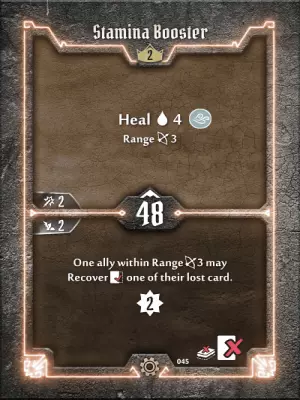 Stamina Booster
2
Heal 4
Range 3
2
48
2
One ally within Range 3 may
Recover one of their lost card.
2
045